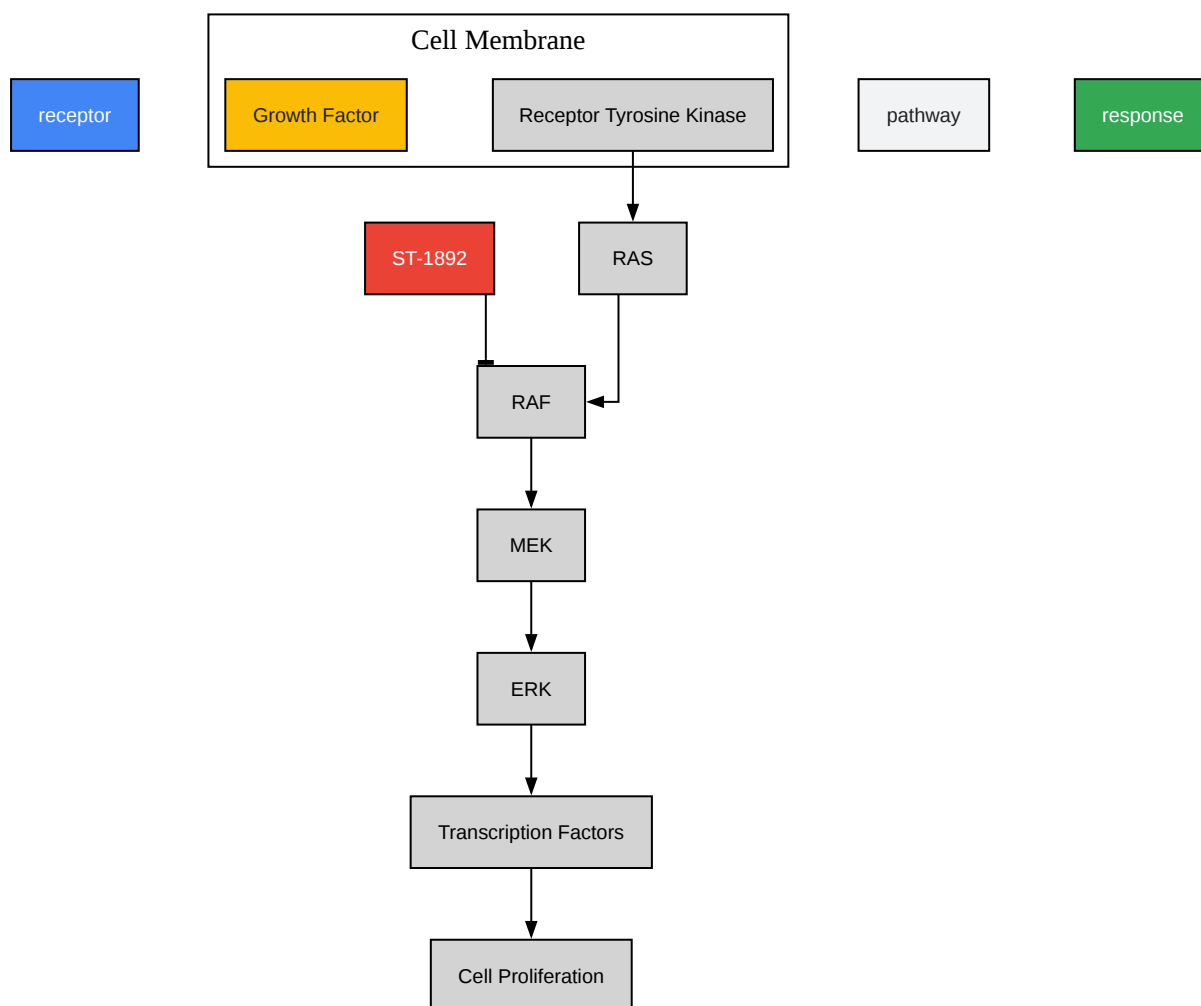 Cell Membrane
receptor
Growth Factor
Receptor Tyrosine Kinase
pathway
response
ST-1892
RAS
RAF
MEK
ERK
Transcription Factors
Cell Proliferation